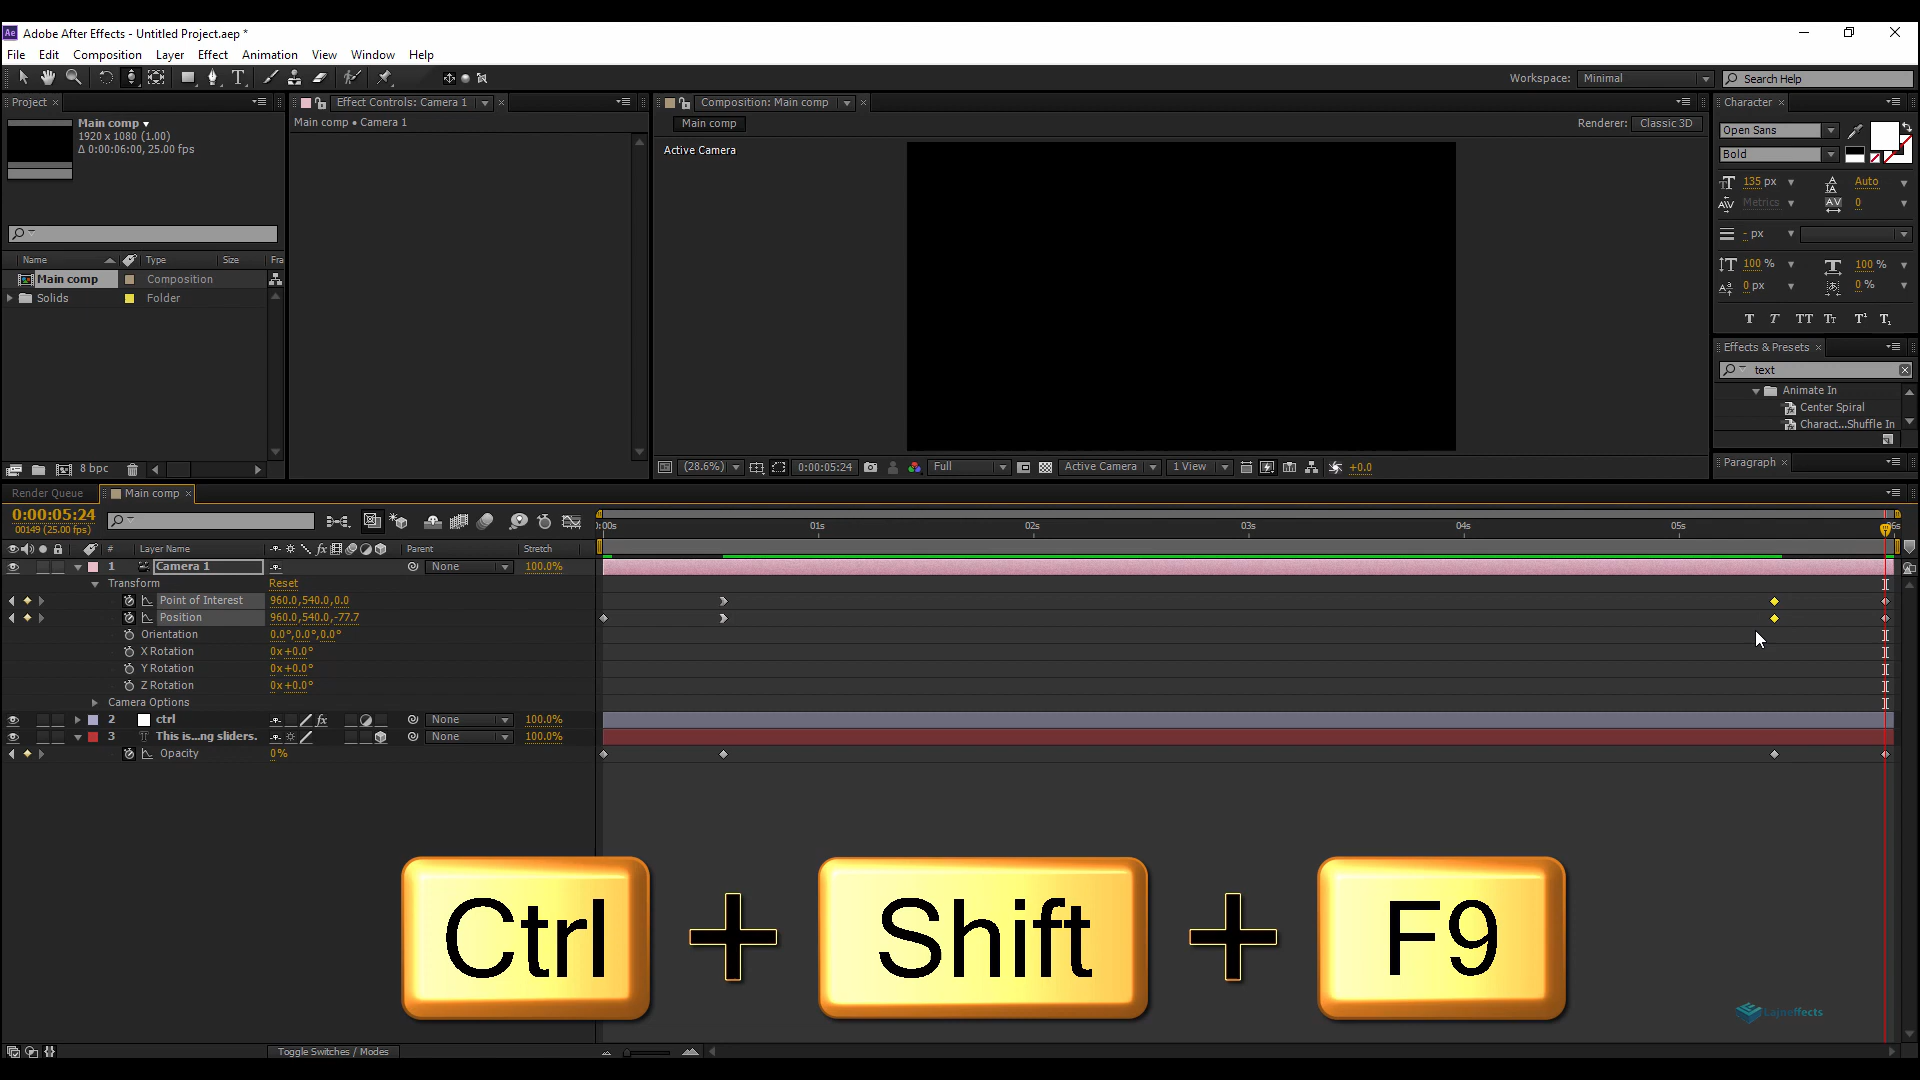 Ae Adobe After Effects - Untitled Project.aep *
File Edit Composition Layer Effect Animation View Window Help
Workspace: Minimal Search Help
Project
Main comp
1920 x 1080 (1.00)
Δ 0:00:06:00, 25.00 fps
Name Type Size Fra
Main comp Composition
Solids Folder
8 bpc
Effect Controls: Camera 1
Main comp • Camera 1
Composition: Main comp
Main comp Renderer: Classic 3D
Active Camera
(28.6%) 0:00:05:24 Full Active Camera 1 View +0.0
Character
Open Sans
Bold
135 px Auto
Metrics 0
- px
100 % 100 %
0 px 0 %
T T TT Tt T¹ T₁
Effects & Presets
text
Animate In
Center Spiral
Charact...Shuffle In
Paragraph
Render Queue Main comp
0:00:05:24
00149 (25.00 fps)
:00s 01s 02s 03s 04s 05s 06s
# Layer Name Parent Stretch
1 Camera 1 None 100.0%
Transform Reset
Point of Interest 960.0,540.0,0.0
Position 960.0,540.0,-77.7
Orientation 0.0°,0.0°,0.0°
X Rotation 0x+0.0°
Y Rotation 0x+0.0°
Z Rotation 0x+0.0°
Camera Options
2 ctrl fx None 100.0%
3 T This is...ng sliders. None 100.0%
Opacity 0%
Ctrl + Shift + F9
Lajneffects
Toggle Switches / Modes